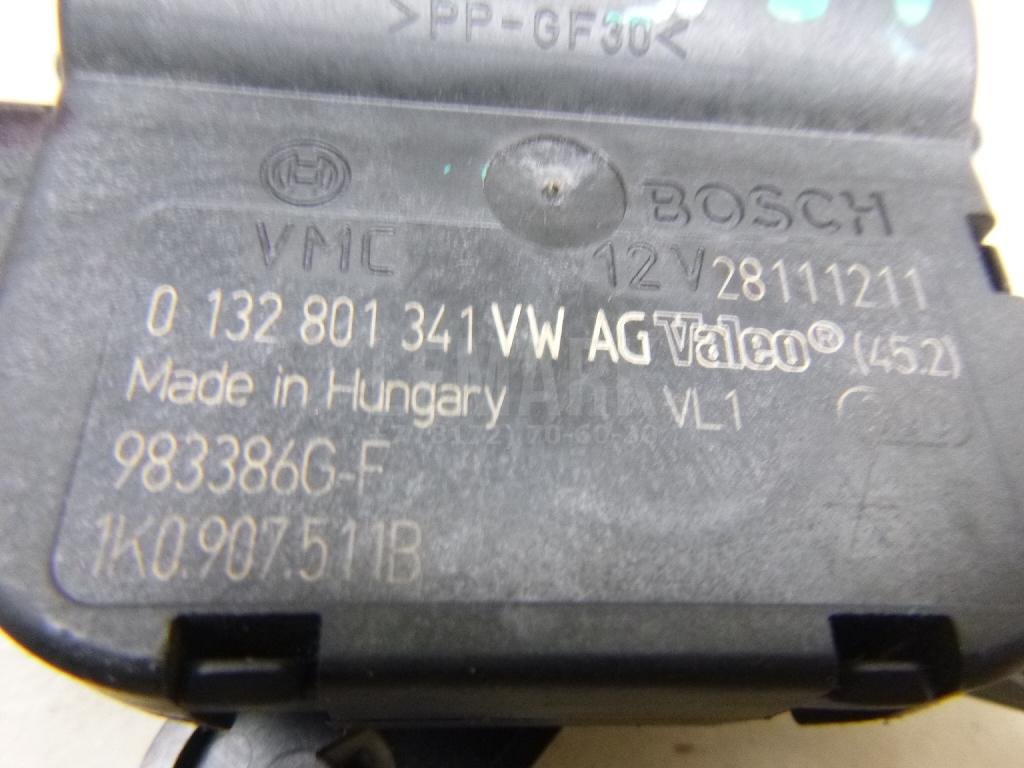 >PP-GF30<
BOSCH
VMC 12V 28111211
0 132 801 341 VW AG Valeo® (45.2)
Made in Hungary VL1
983386G-F
1K0.907.511B